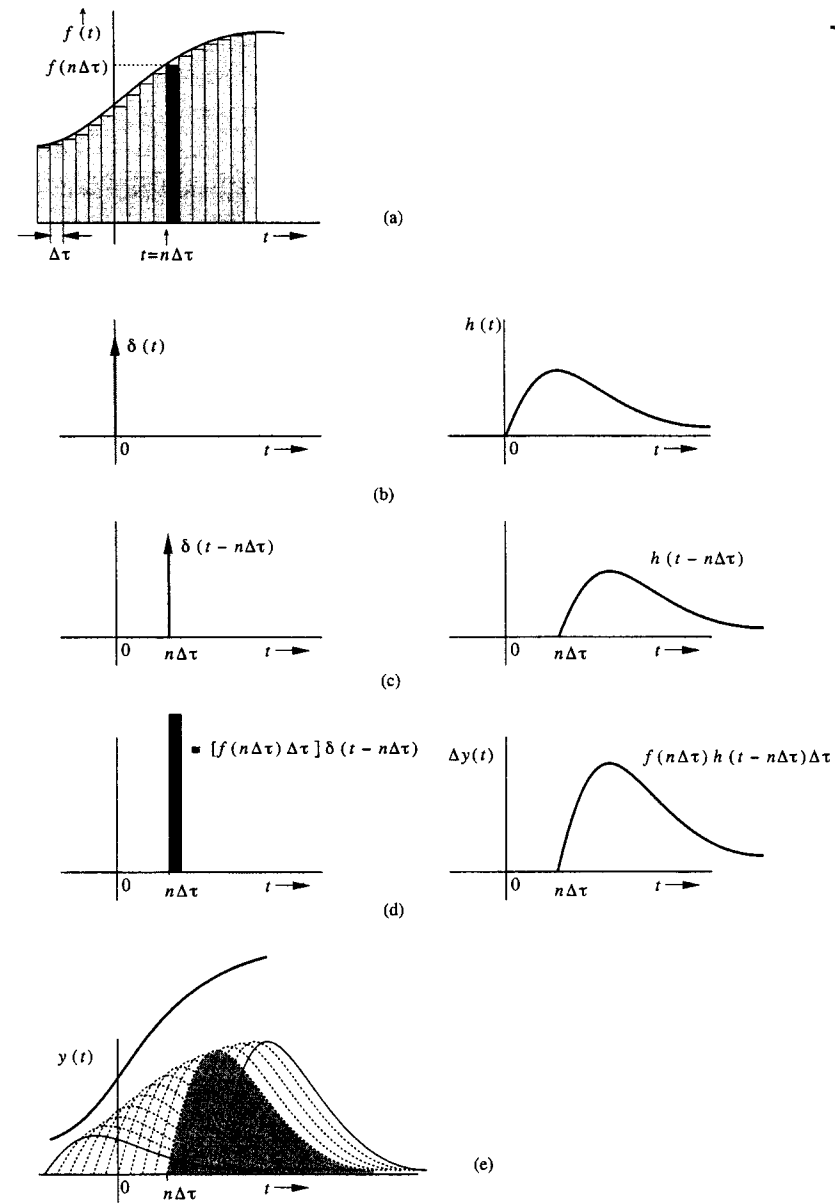 f(t)
f(nΔτ)
(a)
t
Δτ
t=nΔτ
δ(t)
h(t)
0
t
0
t
(b)
δ(t − nΔτ)
h(t − nΔτ)
0
nΔτ
t
0
nΔτ
t
(c)
= [f(nΔτ)Δτ]δ(t − nΔτ)
Δy(t)
f(nΔτ)h(t − nΔτ)Δτ
0
nΔτ
t
0
nΔτ
t
(d)
y(t)
(e)
0
nΔτ
t